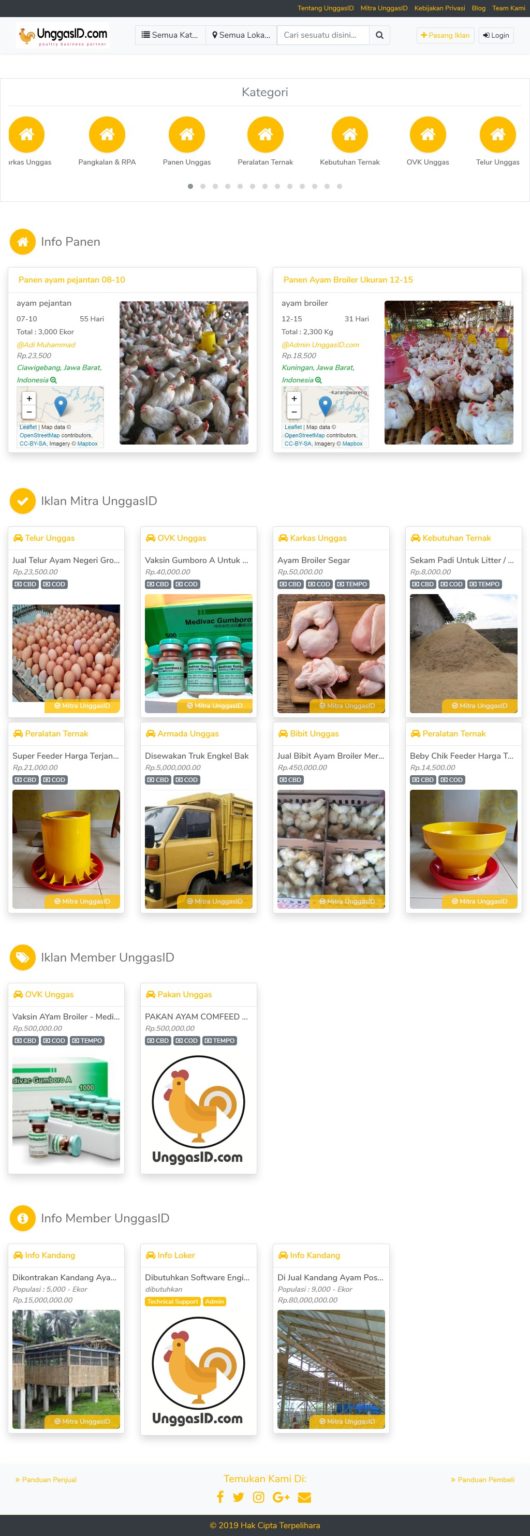 Tentang UnggasID Mitra UnggasID Kebijakan Privasi Blog Team Kami
UnggasID.com
poultry business partner
Semua Kat... Semua Loka... Cari sesuatu disini... Pasang Iklan Login
Kategori
arkas Unggas Pangkalan & RPA Panen Unggas Peralatan Ternak Kebutuhan Ternak OVK Unggas Telur Unggas
Info Panen
Panen ayam pejantan 08-10
ayam pejantan
07-10 55 Hari
Total : 3,000 Ekor
@Adi Muhammad
Rp.23,500
Ciawigebang, Jawa Barat,
Indonesia
+
−
Leaflet | Map data ©
OpenStreetMap contributors,
CC-BY-SA, Imagery © Mapbox
Panen Ayam Broiler Ukuran 12-15
ayam broiler
12-15 31 Hari
Total : 2,300 Kg
@Admin UnggasID.com
Rp.18,500
Kuningan, Jawa Barat,
Indonesia
Karangwareng
+
−
Leaflet | Map data ©
OpenStreetMap contributors,
CC-BY-SA, Imagery © Mapbox
Iklan Mitra UnggasID
Telur Unggas
Jual Telur Ayam Negeri Gro...
Rp.23,500.00
CBD COD
Mitra UnggasID
OVK Unggas
Vaksin Gumboro A Untuk ...
Rp.40,000.00
CBD COD
Medivac Gumboro
500
Mitra UnggasID
Karkas Unggas
Ayam Broiler Segar
Rp.50,000.00
CBD COD TEMPO
Mitra UnggasID
Kebutuhan Ternak
Sekam Padi Untuk Litter / ...
Rp.8,000.00
CBD COD TEMPO
Mitra UnggasID
Peralatan Ternak
Super Feeder Harga Terjan...
Rp.21,000.00
CBD COD
Mitra UnggasID
Armada Unggas
Disewakan Truk Engkel Bak
Rp.5,000,000.00
CBD COD
Mitra UnggasID
Bibit Unggas
Jual Bibit Ayam Broiler Mer...
Rp.450,000.00
CBD
Mitra UnggasID
Peralatan Ternak
Beby Chik Feeder Harga T...
Rp.14,500.00
CBD COD
Mitra UnggasID
Iklan Member UnggasID
OVK Unggas
Vaksin AYam Broiler - Medi...
Rp.500,000.00
CBD COD TEMPO
divac Gumboro A
1000
Pakan Unggas
PAKAN AYAM COMFEED ...
Rp.500,000.00
CBD COD TEMPO
UnggasID.com
Info Member UnggasID
Info Kandang
Dikontrakan Kandang Aya...
Populasi : 5,000 - Ekor
Rp.15,000,000.00
Mitra UnggasID
Info Loker
Dibutuhkan Software Engi...
dibutuhkan
Technical Support Admin
UnggasID.com
Info Kandang
Di Jual Kandang Ayam Pos...
Populasi : 9,000 - Ekor
Rp.80,000,000.00
Mitra UnggasID
» Panduan Penjual
Temukan Kami Di:
» Panduan Pembeli
© 2019 Hak Cipta Terpelihara